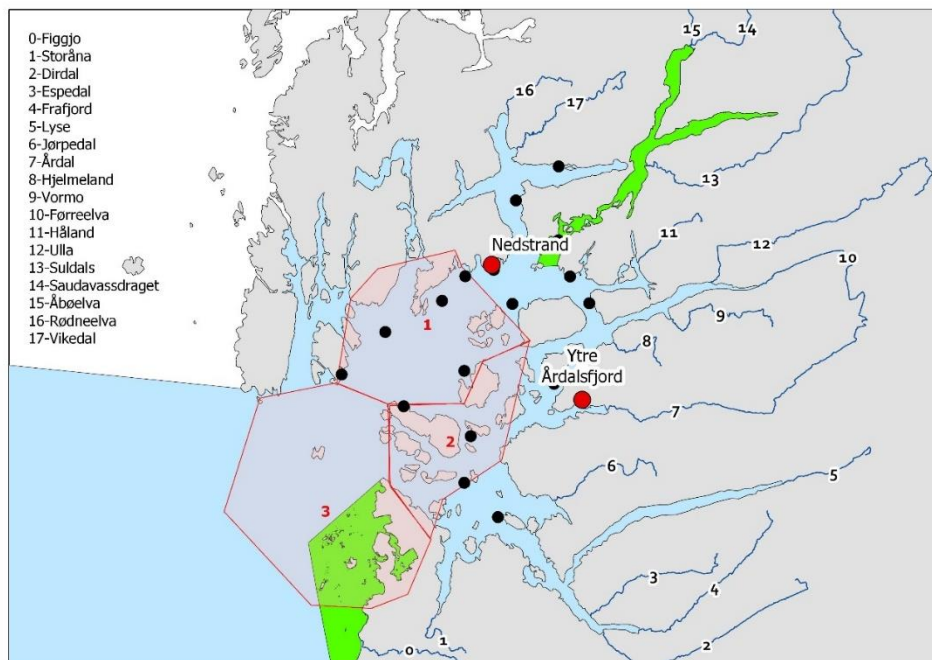 0-Figgjo
1-Storåna
2-Dirdal
3-Espedal
4-Frafjord
5-Lyse
6-Jørpedal
7-Årdal
8-Hjelmeland
9-Vormo
10-Førreelva
11-Håland
12-Ulla
13-Suldals
14-Saudavassdraget
15-Åbøelva
16-Rødneelva
17-Vikedal
15
14
16
17
13
Nedstrand
11
12
10
1
9
8
Ytre
Årdalsfjord
7
2
6
5
3
3
4
0
1
2